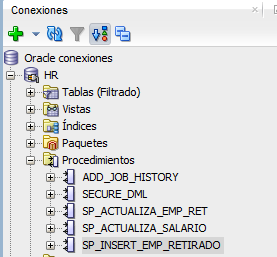 Conexiones
Oracle conexiones
HR
Tablas (Filtrado)
Vistas
Índices
Paquetes
Procedimientos
ADD_JOB_HISTORY
SECURE_DML
SP_ACTUALIZA_EMP_RET
SP_ACTUALIZA_SALARIO
SP_INSERT_EMP_RETIRADO